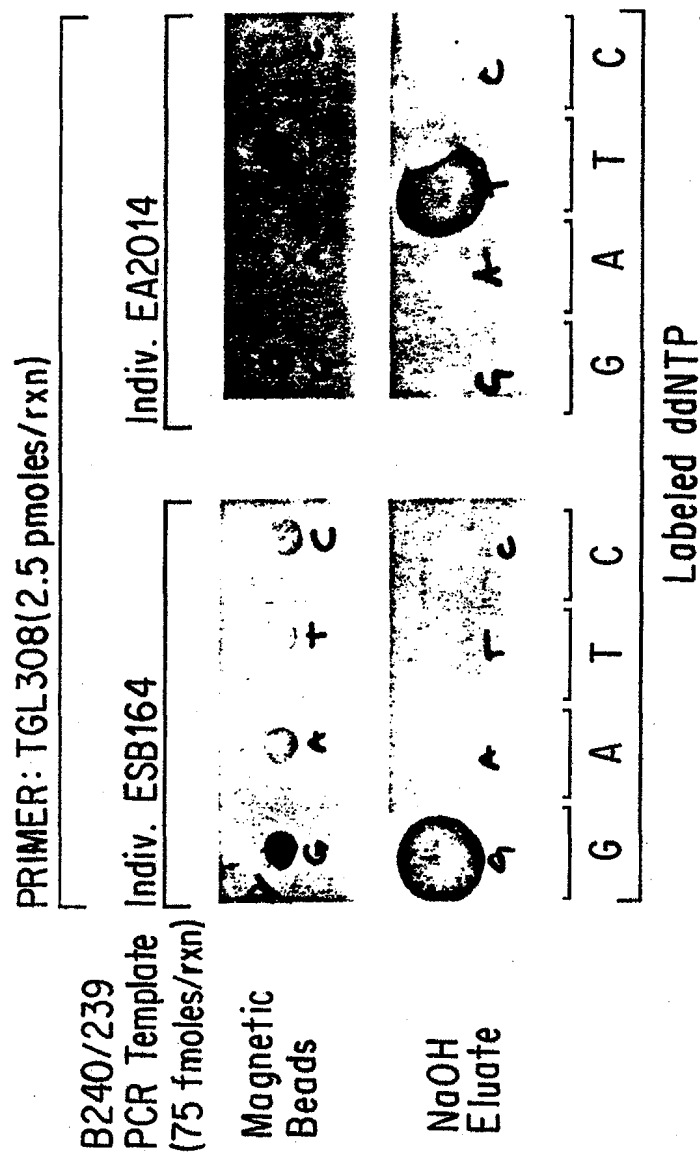 PRIMER: TGL308(2.5 pmoles/rxn)
B240/239
PCR Template
(75 fmoles/rxn)
Indiv. ESB164
Indiv. EA2014
Magnetic
Beads
G A T C
NaOH
Eluate
G A T C
G A T C
G A T C G A T C
Labeled ddNTP